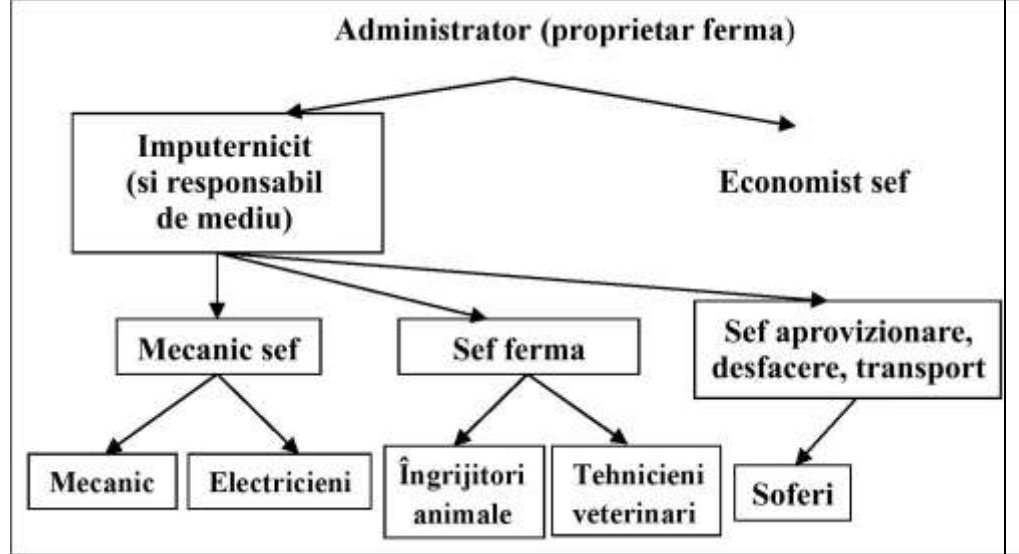 Administrator (proprietar ferma)
Imputernicit
(si responsabil
de mediu)
Economist sef
Mecanic sef
Sef ferma
Sef aprovizionare,
desfacere, transport
Mecanic
Electricieni
Îngrijitori
animale
Tehnicieni
veterinari
Soferi